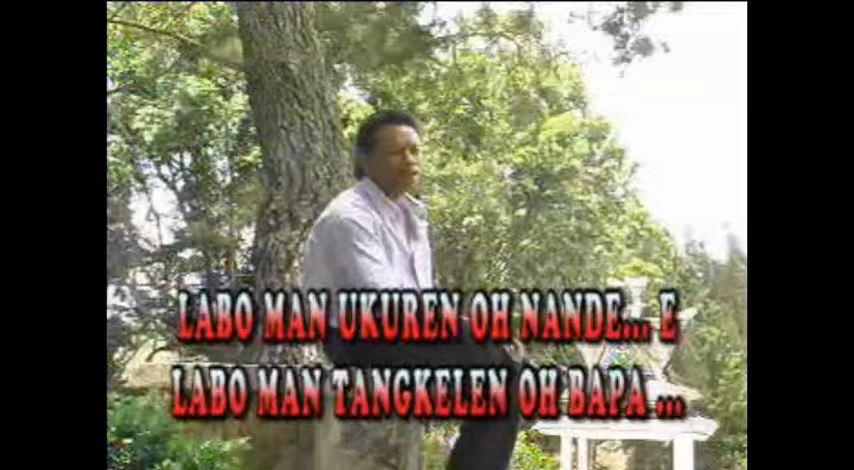 LABO MAN UKUREN OH NANDE... E
LABO MAN TANGKELEN OH BAPA ...